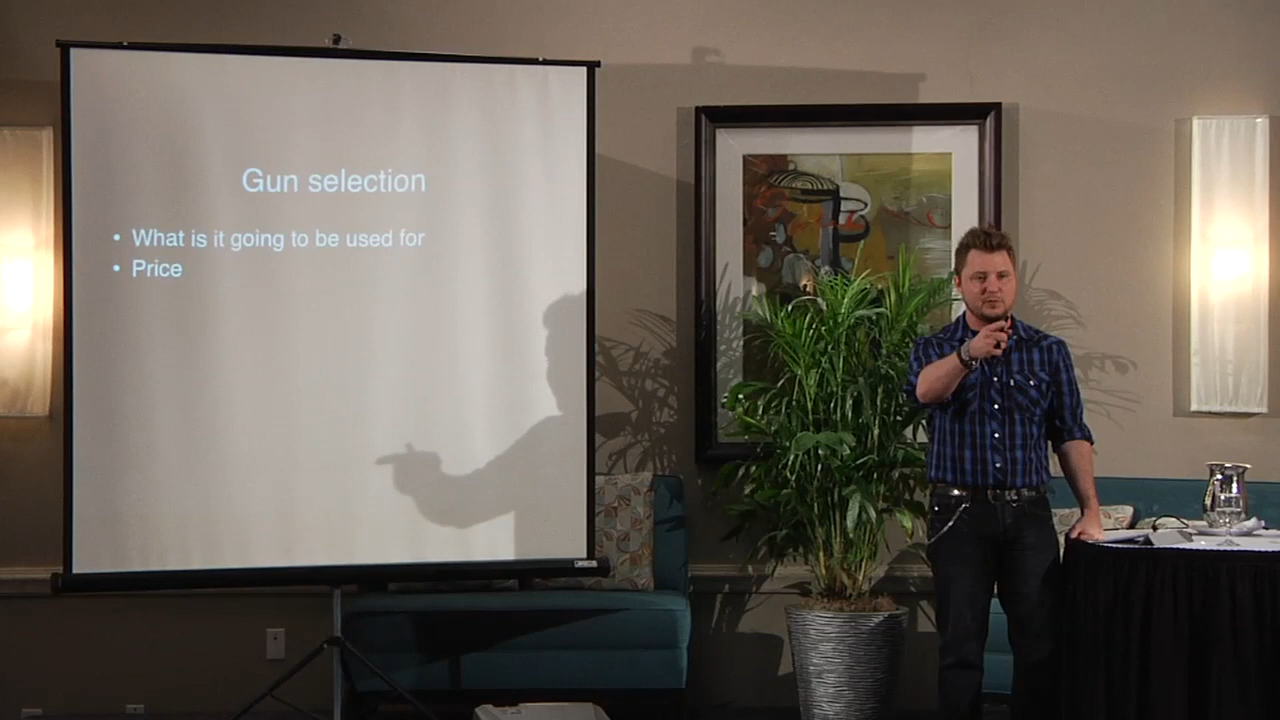 Gun selection
• What is it going to be used for
• Price